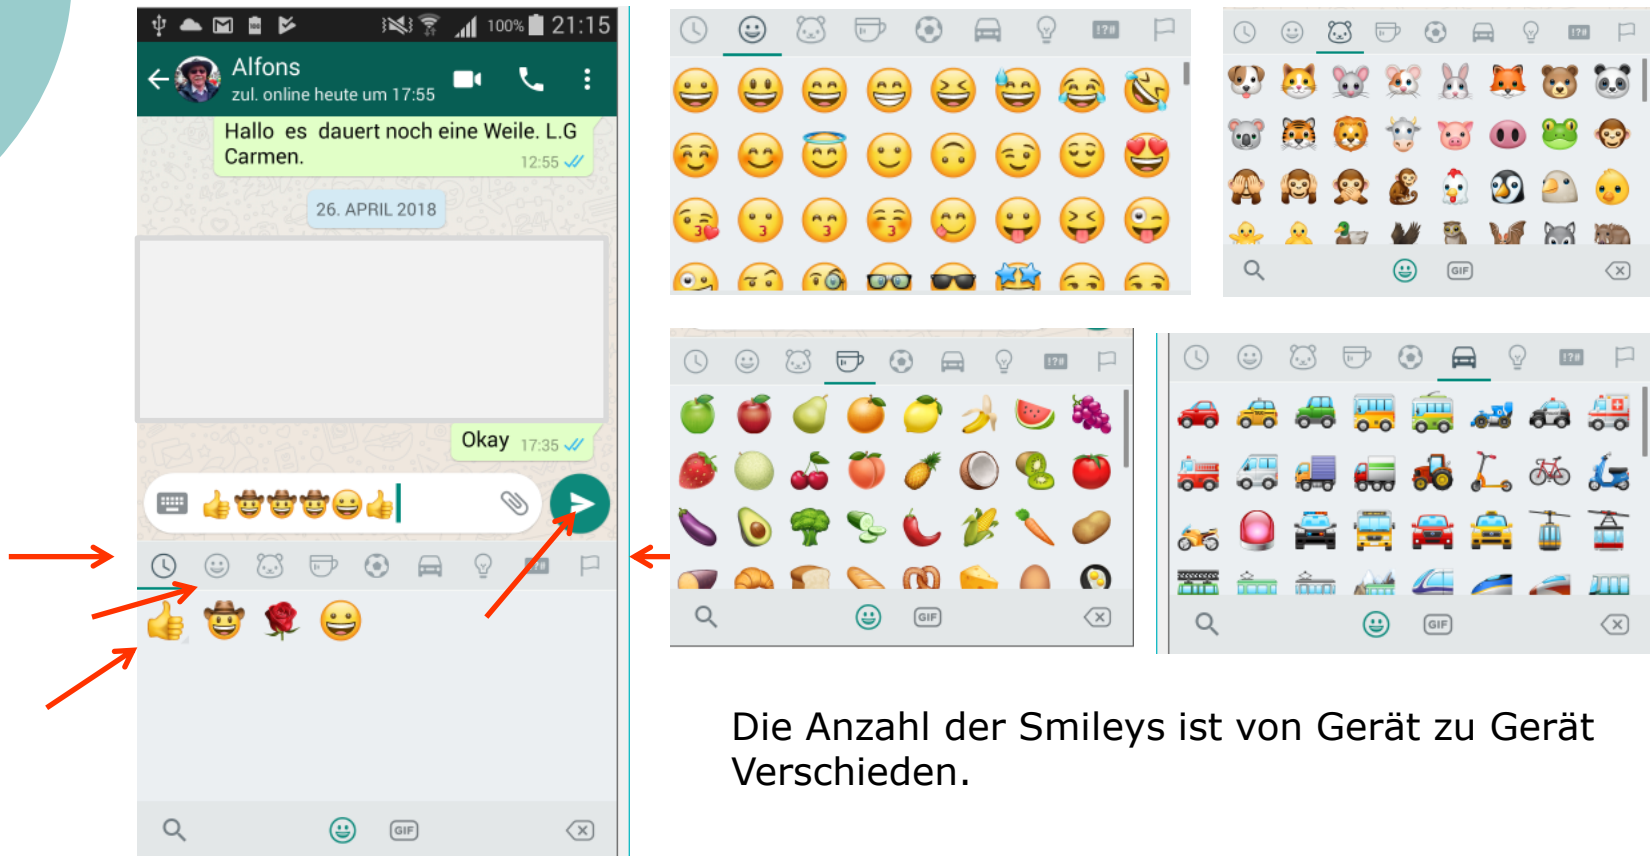 100% 21:15
Alfons
zul. online heute um 17:55
Hallo es dauert noch eine Weile. L.G
Carmen.
12:55
26. APRIL 2018
Okay 17:35
GIF
!?#
!?#
GIF
!?#
GIF
!?#
GIF
Die Anzahl der Smileys ist von Gerät zu Gerät
Verschieden.